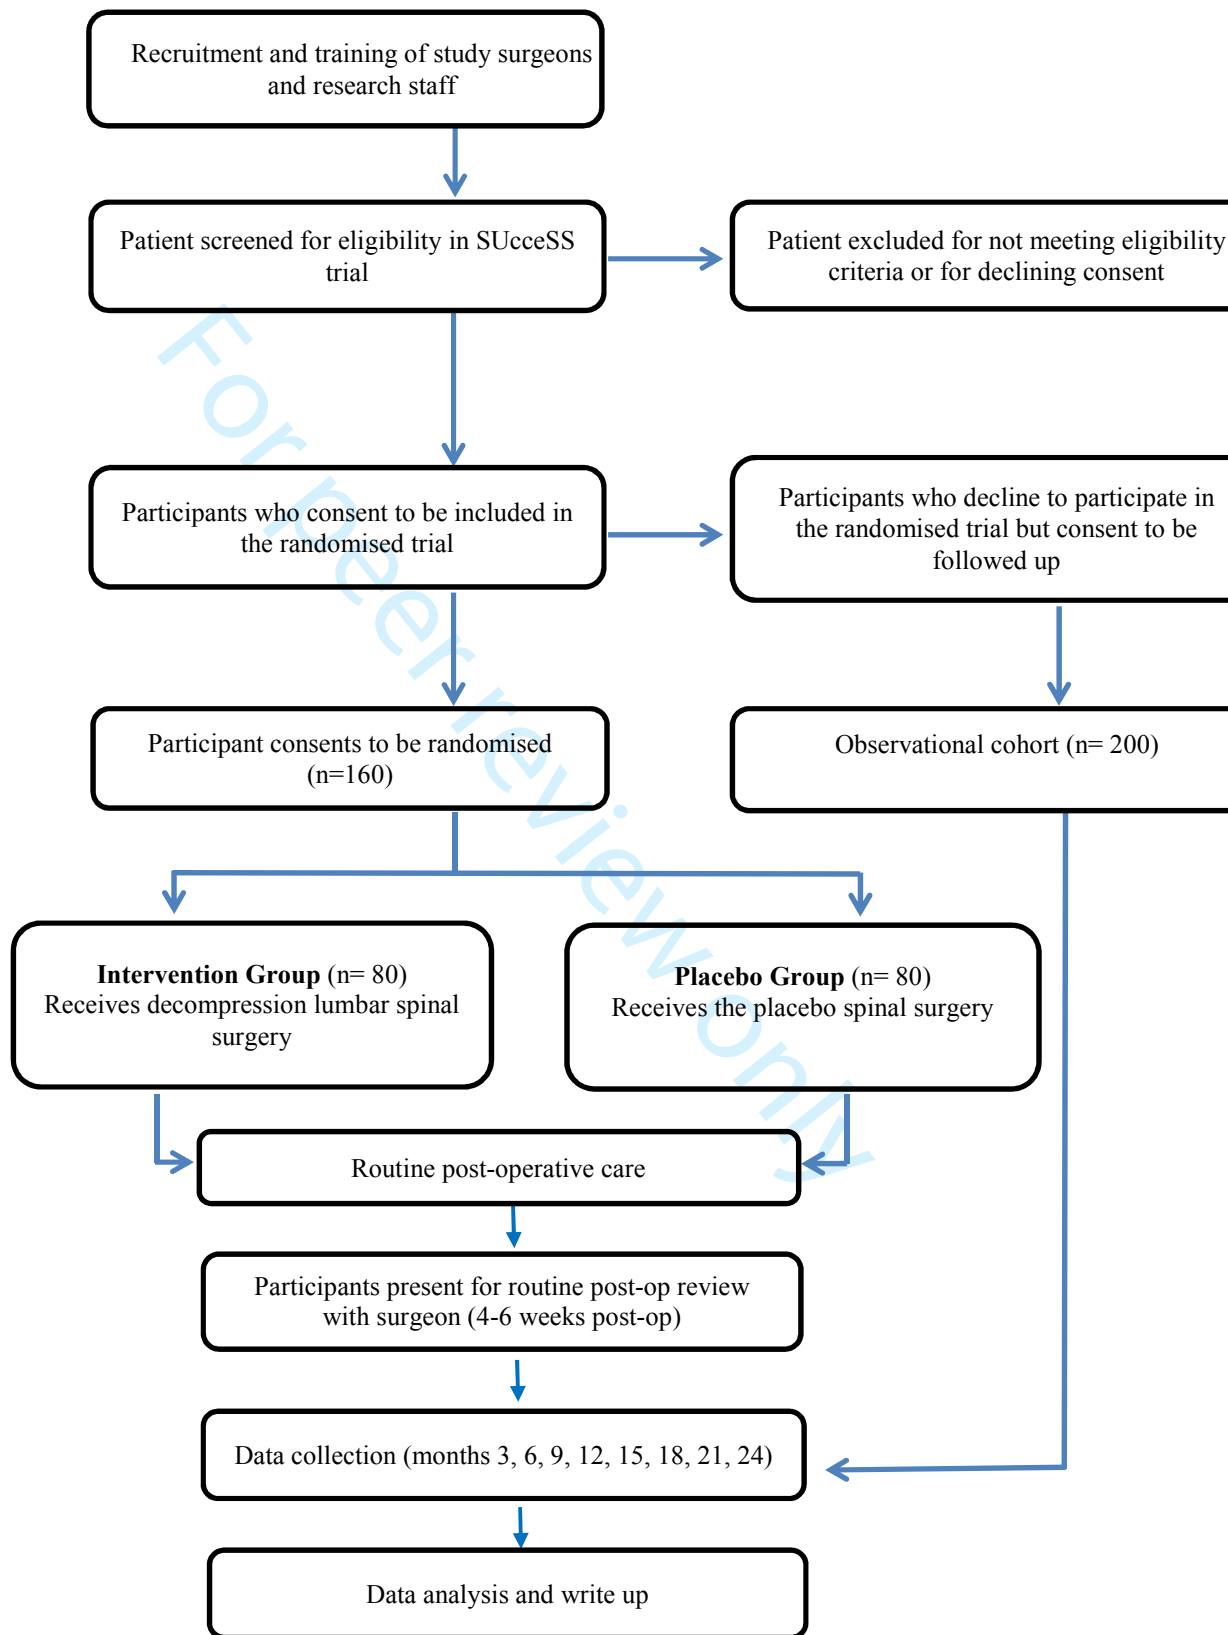 Recruitment and training of study surgeons
and research staff
Patient screened for eligibility in SUcceSS
trial
Patient excluded for not meeting eligibility
criteria or for declining consent
Participants who consent to be included in
the randomised trial
Participants who decline to participate in
the randomised trial but consent to be
followed up
Participant consents to be randomised
(n=160)
Observational cohort (n= 200)
Intervention Group (n= 80)
Receives decompression lumbar spinal
surgery
Placebo Group (n= 80)
Receives the placebo spinal surgery
Routine post-operative care
Participants present for routine post-op review
with surgeon (4-6 weeks post-op)
Data collection (months 3, 6, 9, 12, 15, 18, 21, 24)
Data analysis and write up
For peer review only